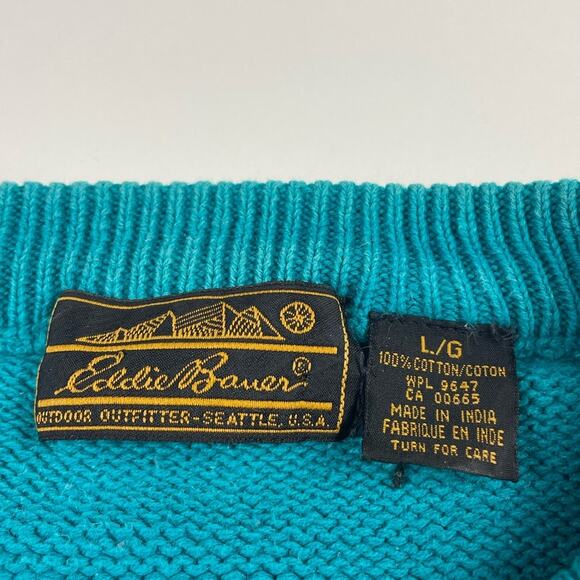 Eddie Bauer®
OUTDOOR OUTFITTER-SEATTLE, U.S.A.
L/G
100% COTTON/COTON
WPL 9647
CA 00665
MADE IN INDIA
FABRIQUE EN INDE
TURN FOR CARE